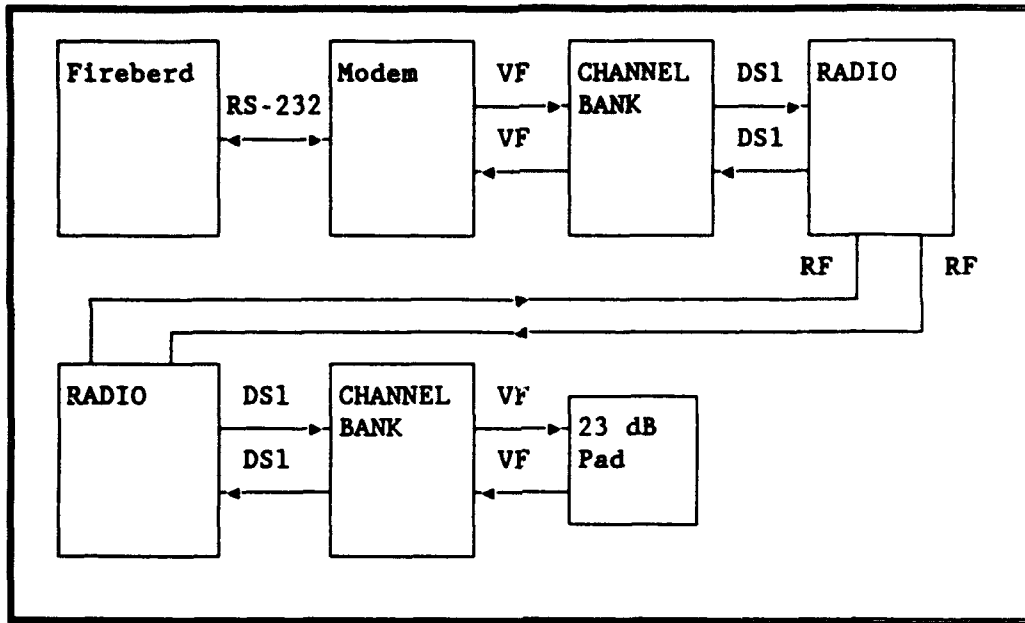 Fireberd
RS-232
Modem
VF
VF
CHANNEL
BANK
DS1
DS1
RADIO
RF
RF
RADIO
DS1
DS1
CHANNEL
BANK
VF
VF
23 dB
Pad